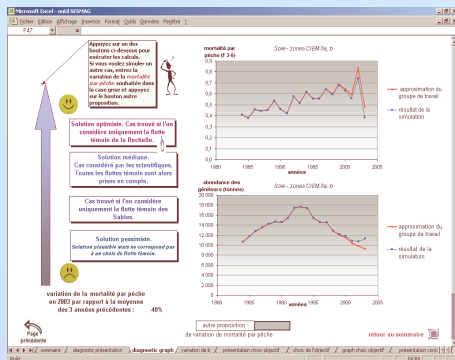 Microsoft Excel - outil SESMAG
Fichier Edition Affichage Insertion Format Outils Données Fenêtre ?
F47
Appuyez sur un des
boutons ci-dessous pour
exécuter les calculs.
Si vous voulez simuler un
autre cas, entrez la
variation de la mortalité
par pêche souhaitée dans
la case grise et appuyez
sur le bouton autre
proposition.
Solution optimiste. Cas trouvé si l'on
considère uniquement la flotte
témoin de la Rochelle.
Solution médiane.
Cas considéré par les scientifiques.
Toutes les flottes témoin sont alors
prises en compte.
Cas trouvé si l'on considère
uniquement la flotte témoin des
Sables.
Solution pessimiste.
Solution plausible mais ne correspond pas
à un choix de flotte témoin.
variation de la mortalité par pêche
en 2003 par rapport à la moyenne
des 3 années précédentes : -40%
Page
précédente
mortalité par
pêche (F 3-6)
Sole - zones CIEM 8a, b
0,9
0,8
0,7
0,6
0,5
0,4
0,3
0,2
0,1
0,0
1980 1985 1990 1995 2000 2005
années
approximation du
groupe de travail
résultat de la
simulation
abondance des
géniteurs (tonnes)
Sole - zones CIEM 8a, b
20 000
18 000
16 000
14 000
12 000
10 000
8 000
6 000
4 000
2 000
0
1980 1985 1990 1995 2000 2005
années
approximation du
groupe de travail
résultat de la
simulation
autre proposition :
de variation de mortalité par pêche
retour au sommaire
sommaire / diagnostic présentation / diagnostic graph / variation de b / présentation choix objectif / choix de l'objectif / graph choix objectif / présentation contr
Prêt
NUM